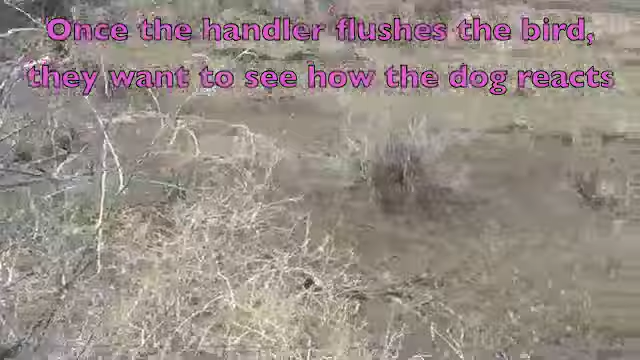 Once the handler flushes the bird,
they want to see how the dog reacts